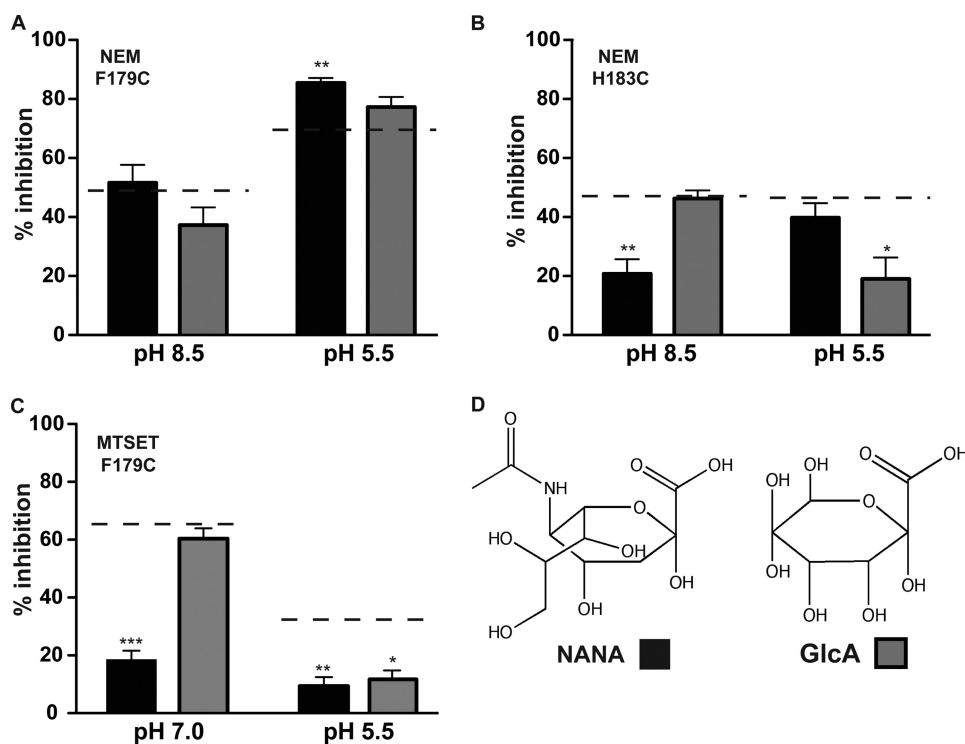 A
NEM
F179C
% inhibition
100
80
60
40
20
0
**
pH 8.5
pH 5.5
B
NEM
H183C
% inhibition
100
80
60
40
20
0
**
*
pH 8.5
pH 5.5
C
MTSET
F179C
% inhibition
100
80
60
40
20
0
***
**
*
pH 7.0
pH 5.5
D
O
O
OH
NH
O
HO
OH
OH
OH
HO
NANA
O
OH
OH
OH
O
OH
OH
OH
OH
GlcA